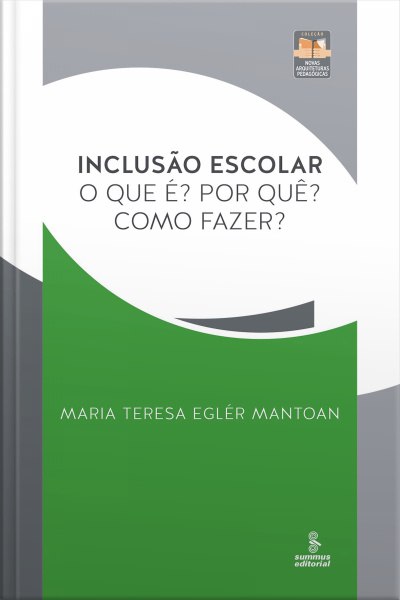 COLEÇÃO
NOVAS
ARQUITETURAS
PEDAGÓGICAS
INCLUSÃO ESCOLAR
O QUE É? POR QUÊ?
COMO FAZER?
MARIA TERESA EGLÉR MANTOAN
summus
editorial